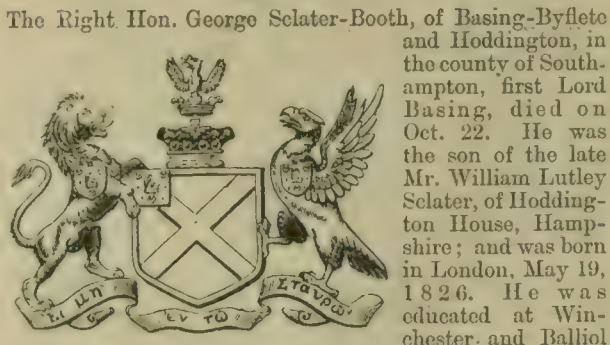 The Right Hon. George Sclater-Booth, of Basing-Byflete
and Hoddington, in
the county of South-
ampton, first Lord
Basing, died on
Oct. 22. He was
the son of the late
Mr. William Lutley
Sclater, of Hodding-
ton House, Hamp-
shire; and was born
in London, May 19,
1826. He was
educated at Win-
chester and Balliol
ει μη εν τω σταυρω